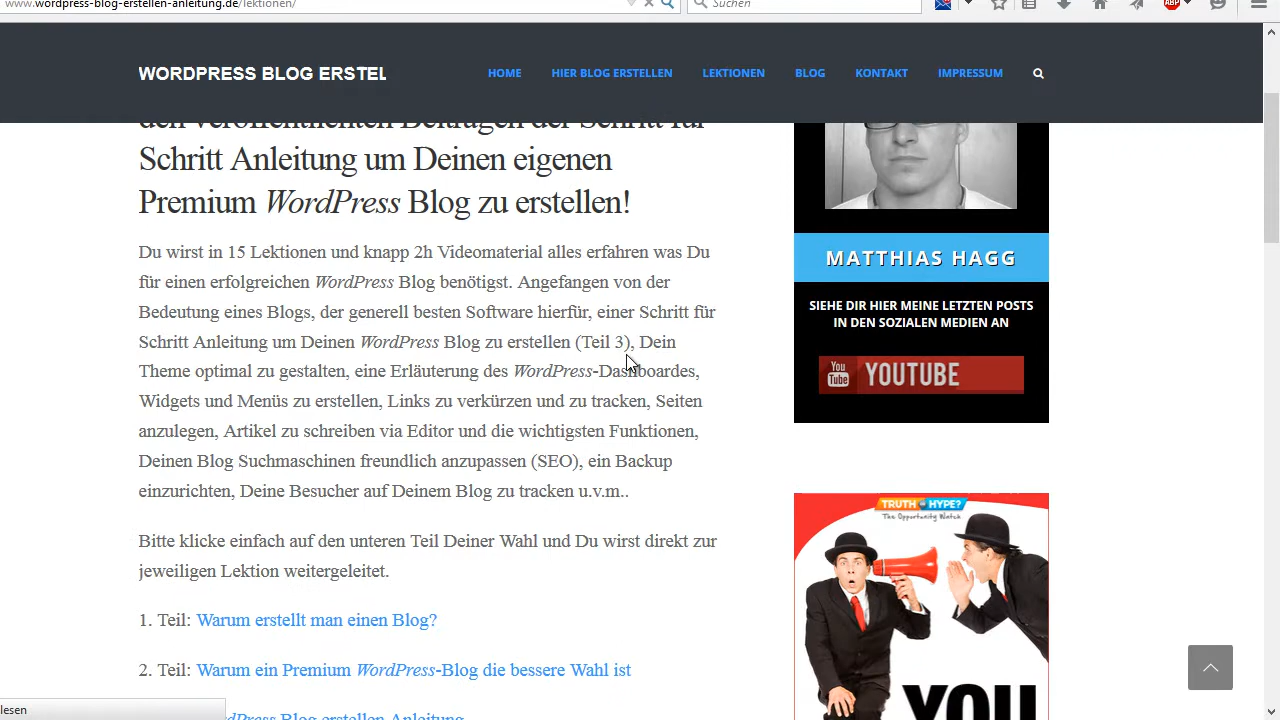 www.wordpress-blog-erstellen-anleitung.de/lektionen/
Suchen
ABP
WORDPRESS BLOG ERSTEL
HOME
HIER BLOG ERSTELLEN
LEKTIONEN
BLOG
KONTAKT
IMPRESSUM
den veröffentlichten Beiträgen der Schritt für
Schritt Anleitung um Deinen eigenen
Premium WordPress Blog zu erstellen!
Du wirst in 15 Lektionen und knapp 2h Videomaterial alles erfahren was Du
für einen erfolgreichen WordPress Blog benötigst. Angefangen von der
Bedeutung eines Blogs, der generell besten Software hierfür, einer Schritt für
Schritt Anleitung um Deinen WordPress Blog zu erstellen (Teil 3), Dein
Theme optimal zu gestalten, eine Erläuterung des WordPress-Dashboardes,
Widgets und Menüs zu erstellen, Links zu verkürzen und zu tracken, Seiten
anzulegen, Artikel zu schreiben via Editor und die wichtigsten Funktionen,
Deinen Blog Suchmaschinen freundlich anzupassen (SEO), ein Backup
einzurichten, Deine Besucher auf Deinem Blog zu tracken u.v.m..
Bitte klicke einfach auf den unteren Teil Deiner Wahl und Du wirst direkt zur
jeweiligen Lektion weitergeleitet.
1. Teil: Warum erstellt man einen Blog?
2. Teil: Warum ein Premium WordPress-Blog die bessere Wahl ist
dPress Blog erstellen Anleitung
lesen
MATTHIAS HAGG
SIEHE DIR HIER MEINE LETZTEN POSTS
IN DEN SOZIALEN MEDIEN AN
You
Tube
YOUTUBE
TRUTH OR HYPE?
The Opportunity Watch
YOU